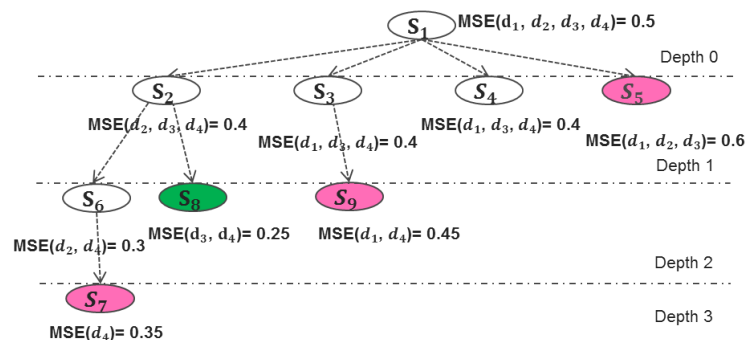 S₁ MSE(d₁, d₂, d₃, d₄)= 0.5
Depth 0
S₂ S₃ S₄ S₅
MSE(d₂, d₃, d₄)= 0.4
MSE(d₁, d₃, d₄)= 0.4
MSE(d₁, d₃, d₄)= 0.4
MSE(d₁, d₂, d₃)= 0.6
Depth 1
S₆ S₈ S₉
MSE(d₂, d₄)= 0.3
MSE(d₃, d₄)= 0.25
MSE(d₁, d₄)= 0.45
Depth 2
S₇
Depth 3
MSE(d₄)= 0.35